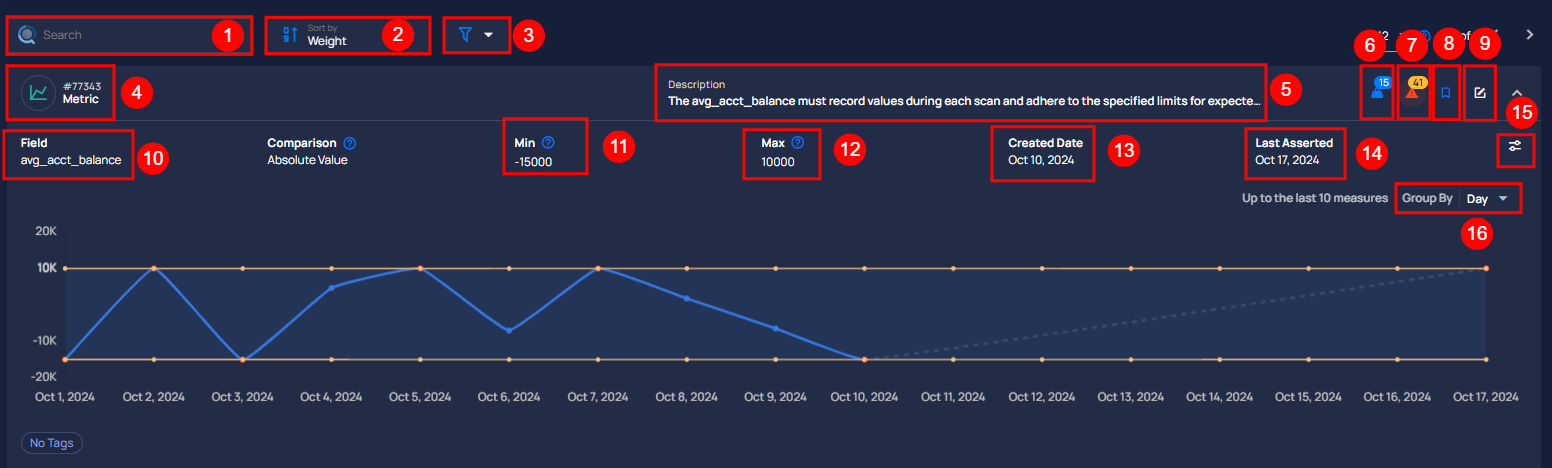 Search
1
Sort by
Weight
2
3
6
7
8
9
#77343
Metric
4
Description
The avg_acct_balance must record values during each scan and adhere to the specified limits for expecte...
5
15
41
15
Field
avg_acct_balance
10
Comparison
Absolute Value
Min
-15000
11
Max
10000
12
Created Date
Oct 10, 2024
13
Last Asserted
Oct 17, 2024
14
Up to the last 10 measures
Group By
Day
16
20K
10K
-10K
-20K
Oct 1, 2024
Oct 2, 2024
Oct 3, 2024
Oct 4, 2024
Oct 5, 2024
Oct 6, 2024
Oct 7, 2024
Oct 8, 2024
Oct 9, 2024
Oct 10, 2024
Oct 11, 2024
Oct 12, 2024
Oct 13, 2024
Oct 14, 2024
Oct 15, 2024
Oct 16, 2024
Oct 17, 2024
No Tags